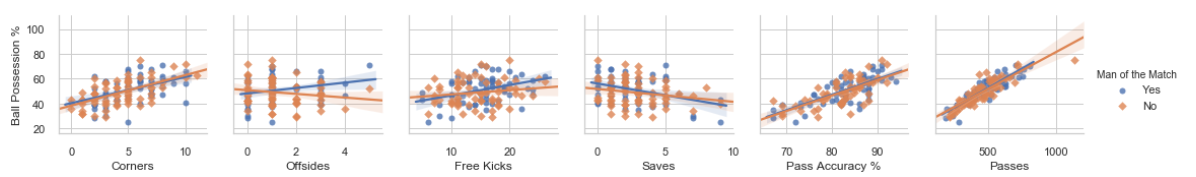 100
80
60
40
20
Ball Possession %
0 5 10
Corners
0 2 4
Offsides
10 20
Free Kicks
0 5 10
Saves
70 80 90
Pass Accuracy %
500 1000
Passes
Man of the Match
Yes
No